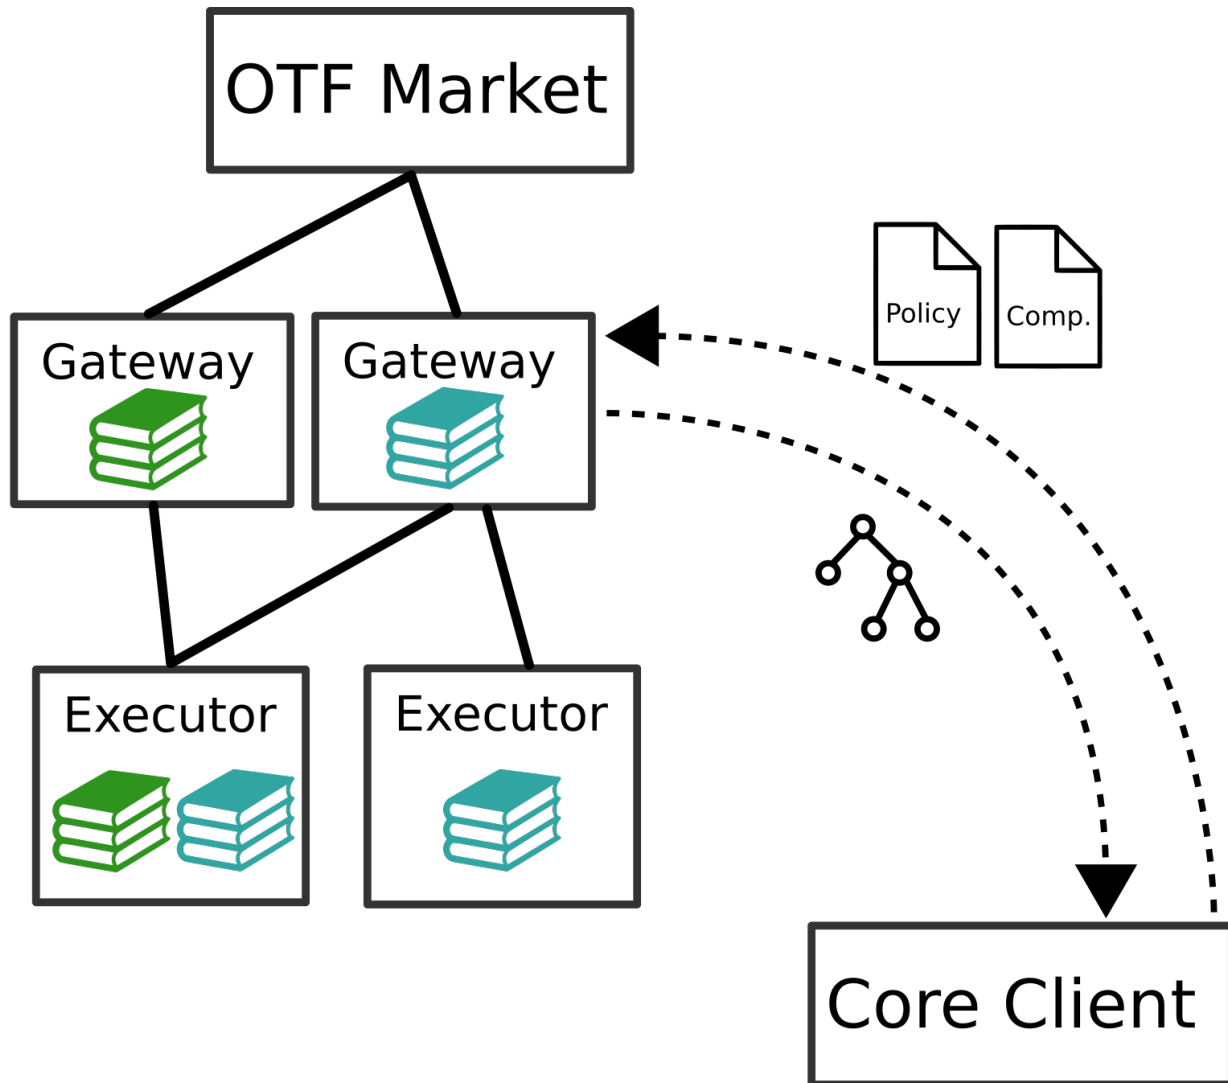 OTF Market
Gateway
Gateway
Policy
Comp.
Executor
Executor
Core Client